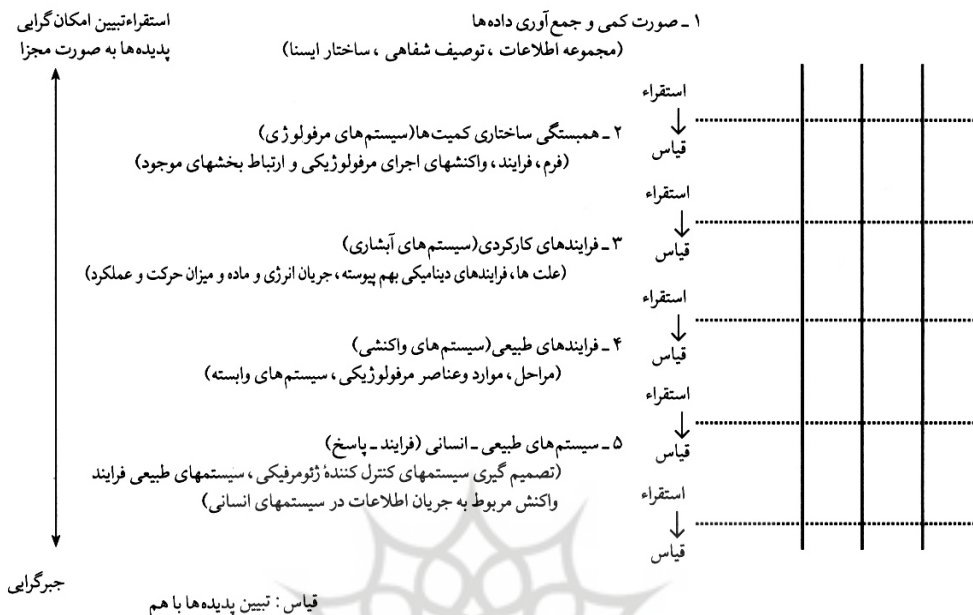 استقراءتبیین امکان‌گرایی
پدیده‌ها به صورت مجزا
۱ ـ صورت کمی و جمع‌آوری داده‌ها
(مجموعه اطلاعات ، توصیف شفاهی ، ساختار ایستا)
استقراء
قیاس
۲ ـ همبستگی ساختاری کمیت‌ها(سیستم‌های مرفولوژی)
(فرم، فرایند، واکنشهای اجرای مرفولوژیکی و ارتباط بخشهای موجود)
استقراء
قیاس
۳ ـ فرایندهای کارکردی(سیستم‌های آبشاری)
(علت ها، فرایندهای دینامیکی بهم پیوسته، جریان انرژی و ماده و میزان حرکت و عملکرد)
استقراء
قیاس
۴ ـ فرایندهای طبیعی(سیستم‌های واکنشی)
(مراحل، موارد وعناصر مرفولوژیکی، سیستم‌های وابسته)
استقراء
قیاس
۵ ـ سیستم‌های طبیعی ـ انسانی (فرایند ـ پاسخ)
(تصمیم گیری سیستمهای کنترل کنندهٔ ژئومرفیکی، سیستمهای طبیعی فرایند
واکنش مربوط به جریان اطلاعات در سیستمهای انسانی)
استقراء
قیاس
جبرگرایی
قیاس : تبیین پدیده‌ها با هم